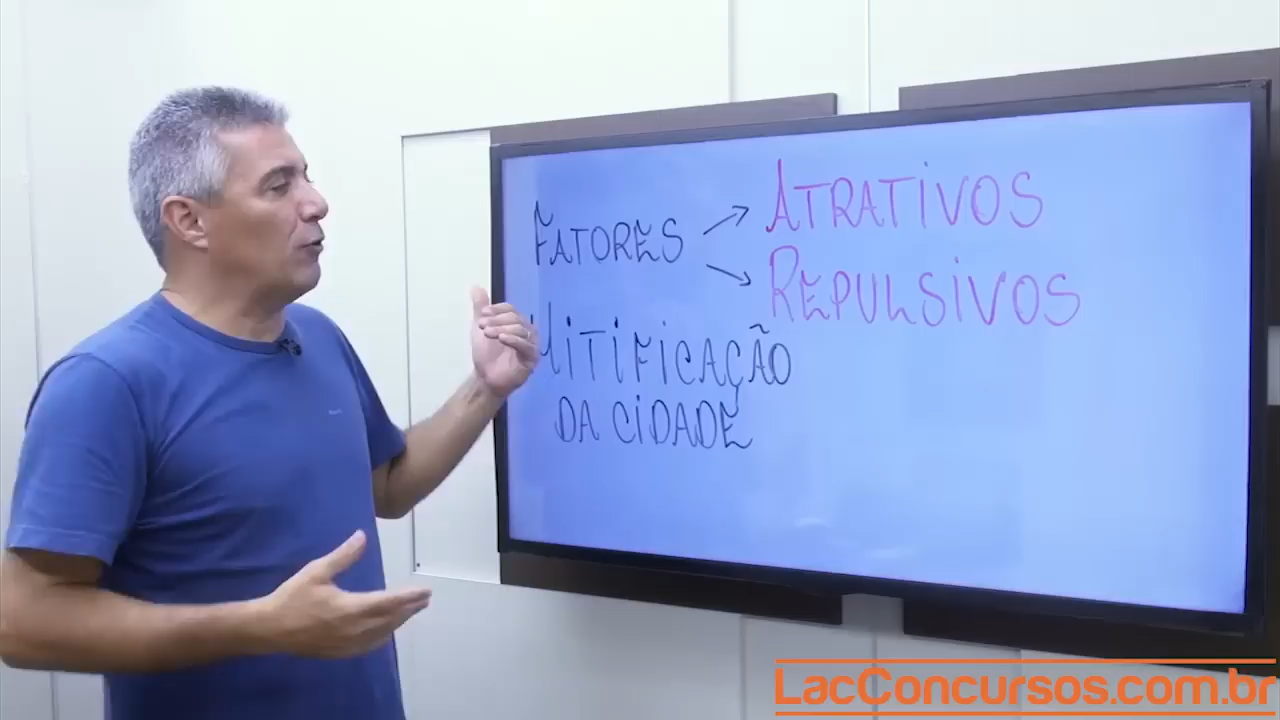 FATORES
ATRATIVOS
REPULSIVOS
MITIFICAÇÃO
DA CIDADE
LacConcursos.com.br